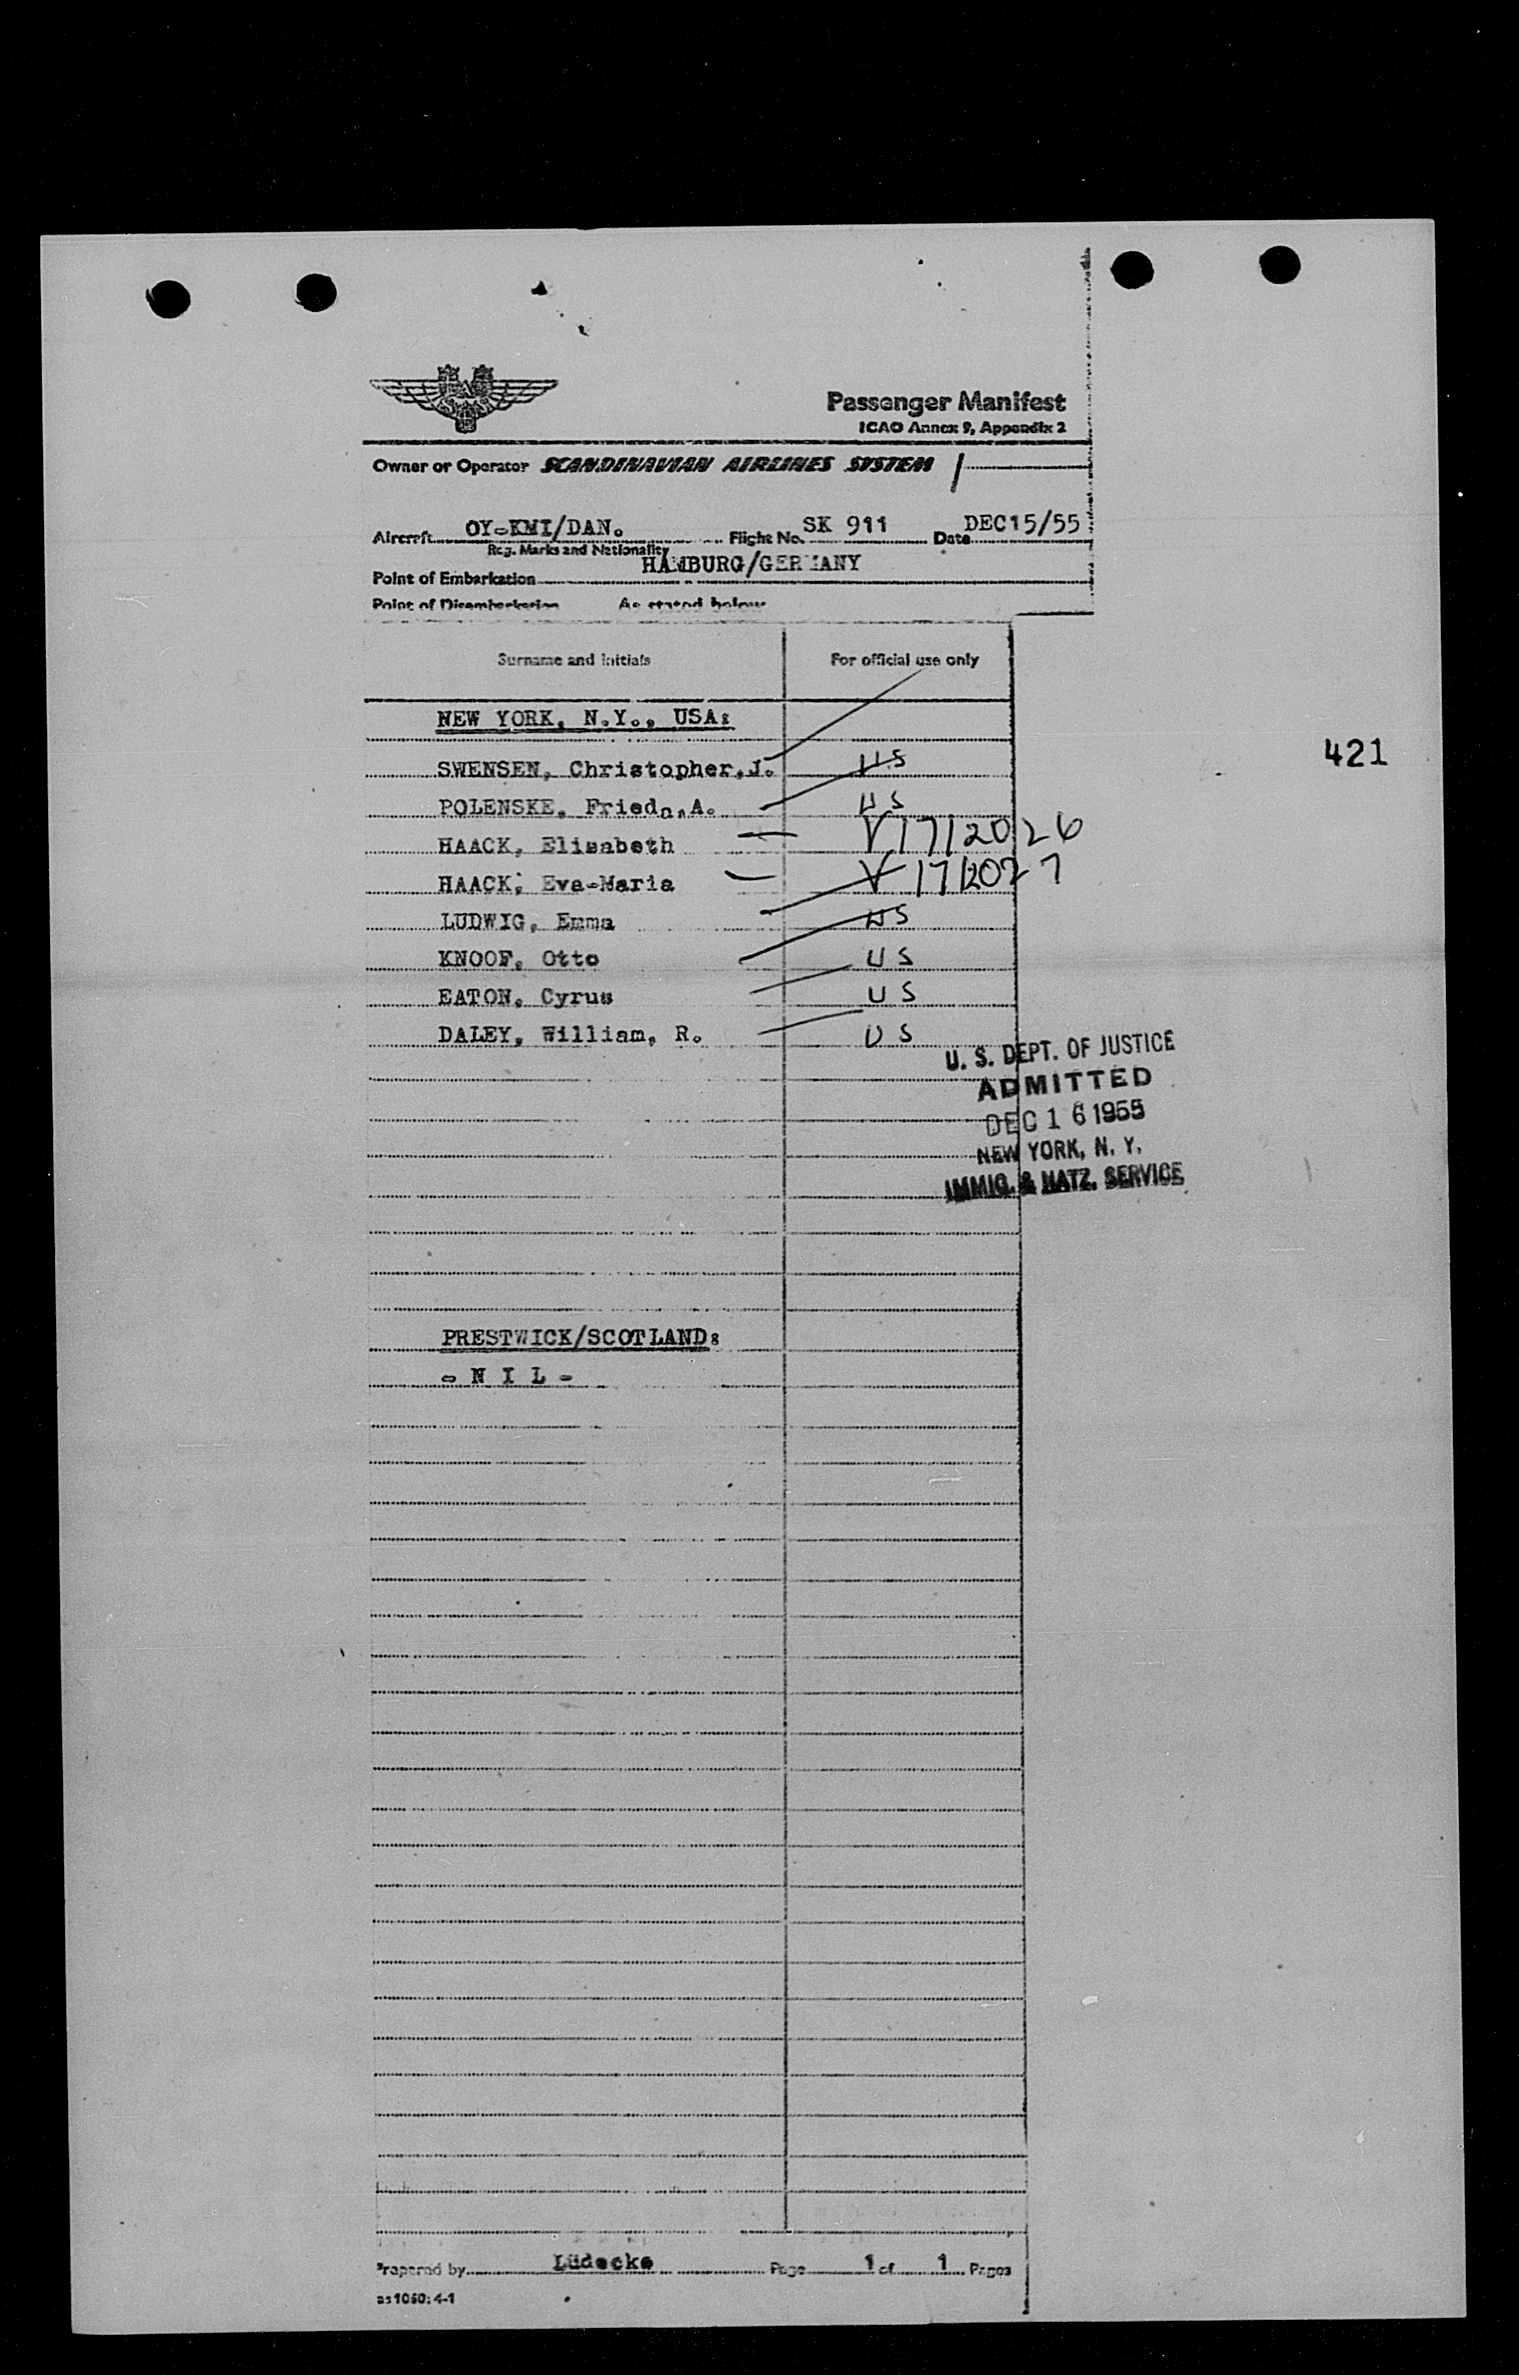 Passenger Manifest
ICAO Annex 9, Appendix 2
Owner or Operator SCANDINAVIAN AIRLINES SYSTEM
Aircraft OY-KMI/DAN. Flight No. SK 911 Date DEC15/55
Reg. Marks and Nationality
Point of Embarkation HAMBURG/GERMANY
Point of Disembarkation As stated below
Surname and initials For official use only
NEW YORK, N.Y., USA:
SWENSEN, Christopher,J. US
POLENSKE, Fried.,A. US
HAACK, Elisabeth V1712026
HAACK, Eva-Maria V1712027
LUDWIG, Emma US
KNOOF, Otto US
EATON, Cyrus US
DALEY, William, R. US
421
U. S. DEPT. OF JUSTICE
ADMITTED
DEC 16 1955
NEW YORK, N. Y.
IMMIG. & NATZ. SERVICE
PRESTWICK/SCOTLAND:
- N I L -
Prepared by Lüdecke Page 1 of 1 Pages
as 1060: 4-1